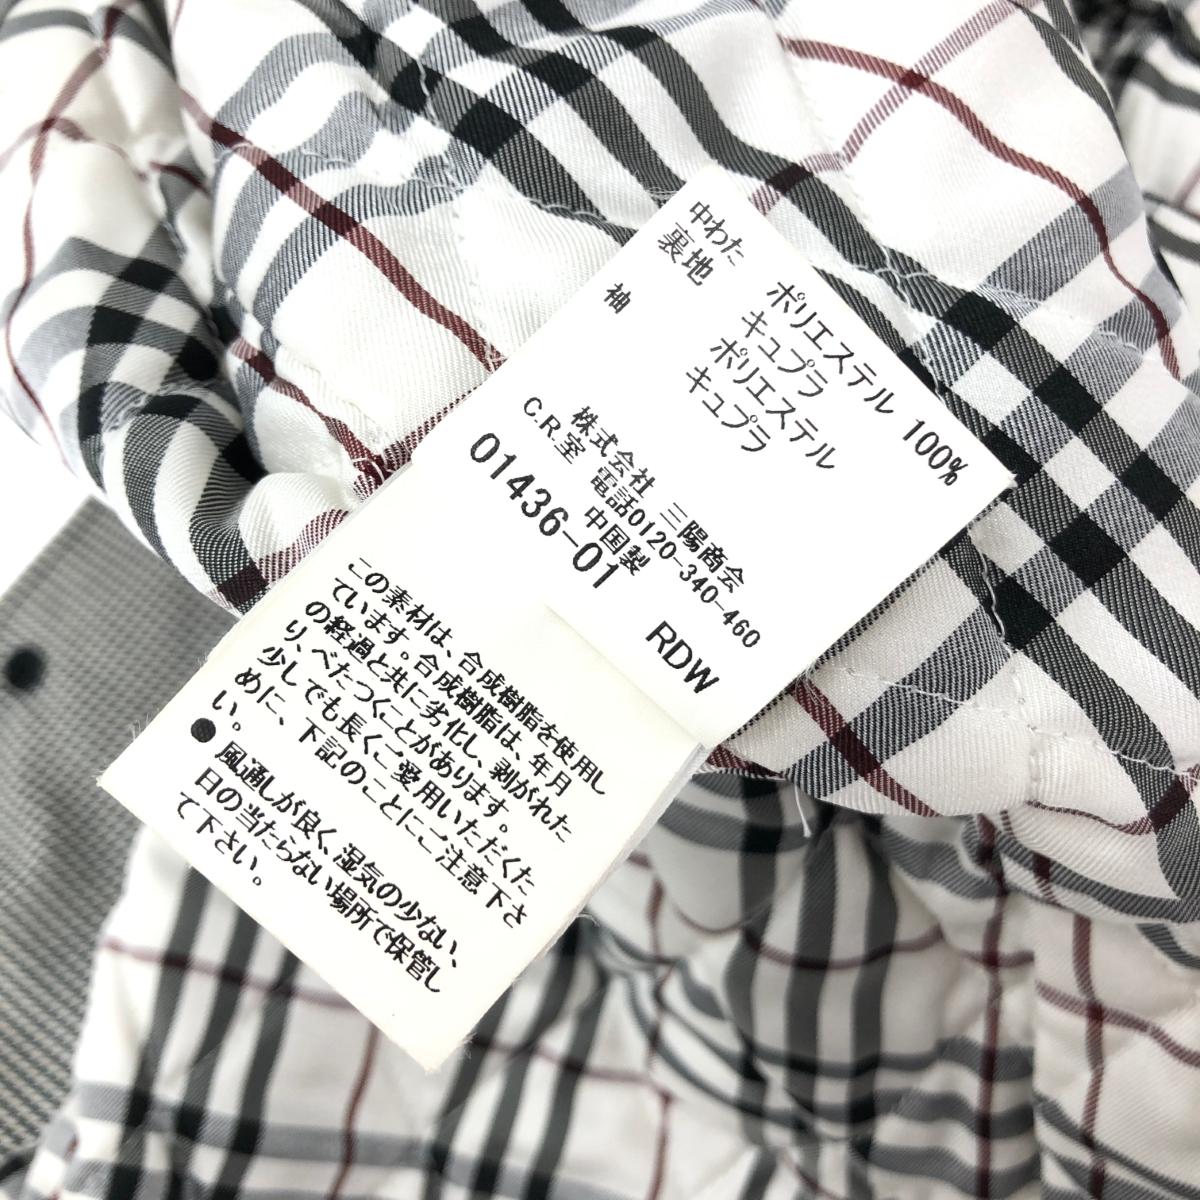 中わた ポリエステル 100%
裏地 キュプラ
ポリエステル
袖 キュプラ
株式会社 三陽商会
C.R.室 電話0120-340-460
中国製
01436-01 RDW
この素材は、合成樹脂を使用し
ています。合成樹脂は、年月
の経過と共に劣化し、剥がれた
り、べたつくことがあります。
少しでも長くご愛用いただくた
めに、下記のことにご注意下さ
い。
●風通しが良く、湿気の少ない、
日の当たらない場所で保管し
て下さい。